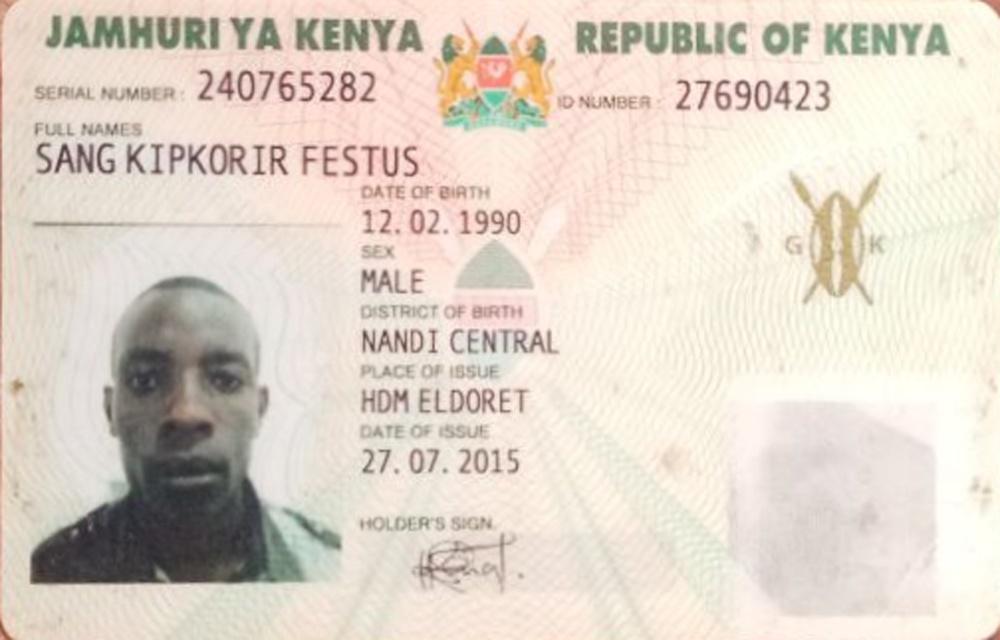 JAMHURI YA KENYA REPUBLIC OF KENYA
SERIAL NUMBER : 240765282 ID NUMBER : 27690423
FULL NAMES
SANG KIPKORIR FESTUS
DATE OF BIRTH
12.02.1990
SEX
MALE
G K
DISTRICT OF BIRTH
NANDI CENTRAL
PLACE OF ISSUE
HDM ELDORET
DATE OF ISSUE
27.07.2015
HOLDER'S SIGN.